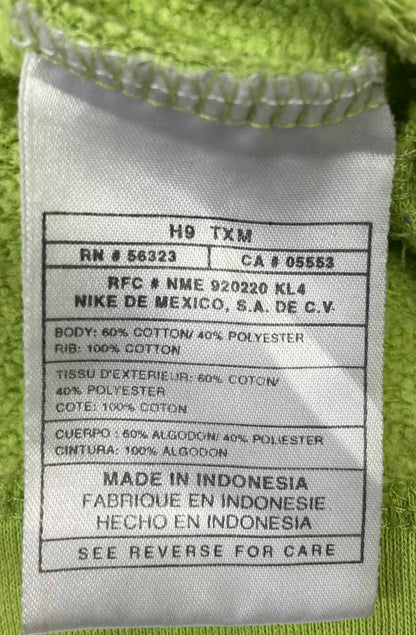 H9 TXM
RN # 56323 CA # 05553
RFC # NME 920220 KL4
NIKE DE MEXICO, S.A. DE C.V.
BODY: 60% COTTON/ 40% POLYESTER
RIB: 100% COTTON
TISSU D'EXTERIEUR: 60% COTON/
40% POLYESTER
COTE: 100% COTON
CUERPO : 60% ALGODON/ 40% POLIESTER
CINTURA: 100% ALGODON
MADE IN INDONESIA
FABRIQUE EN INDONESIE
HECHO EN INDONESIA
SEE REVERSE FOR CARE